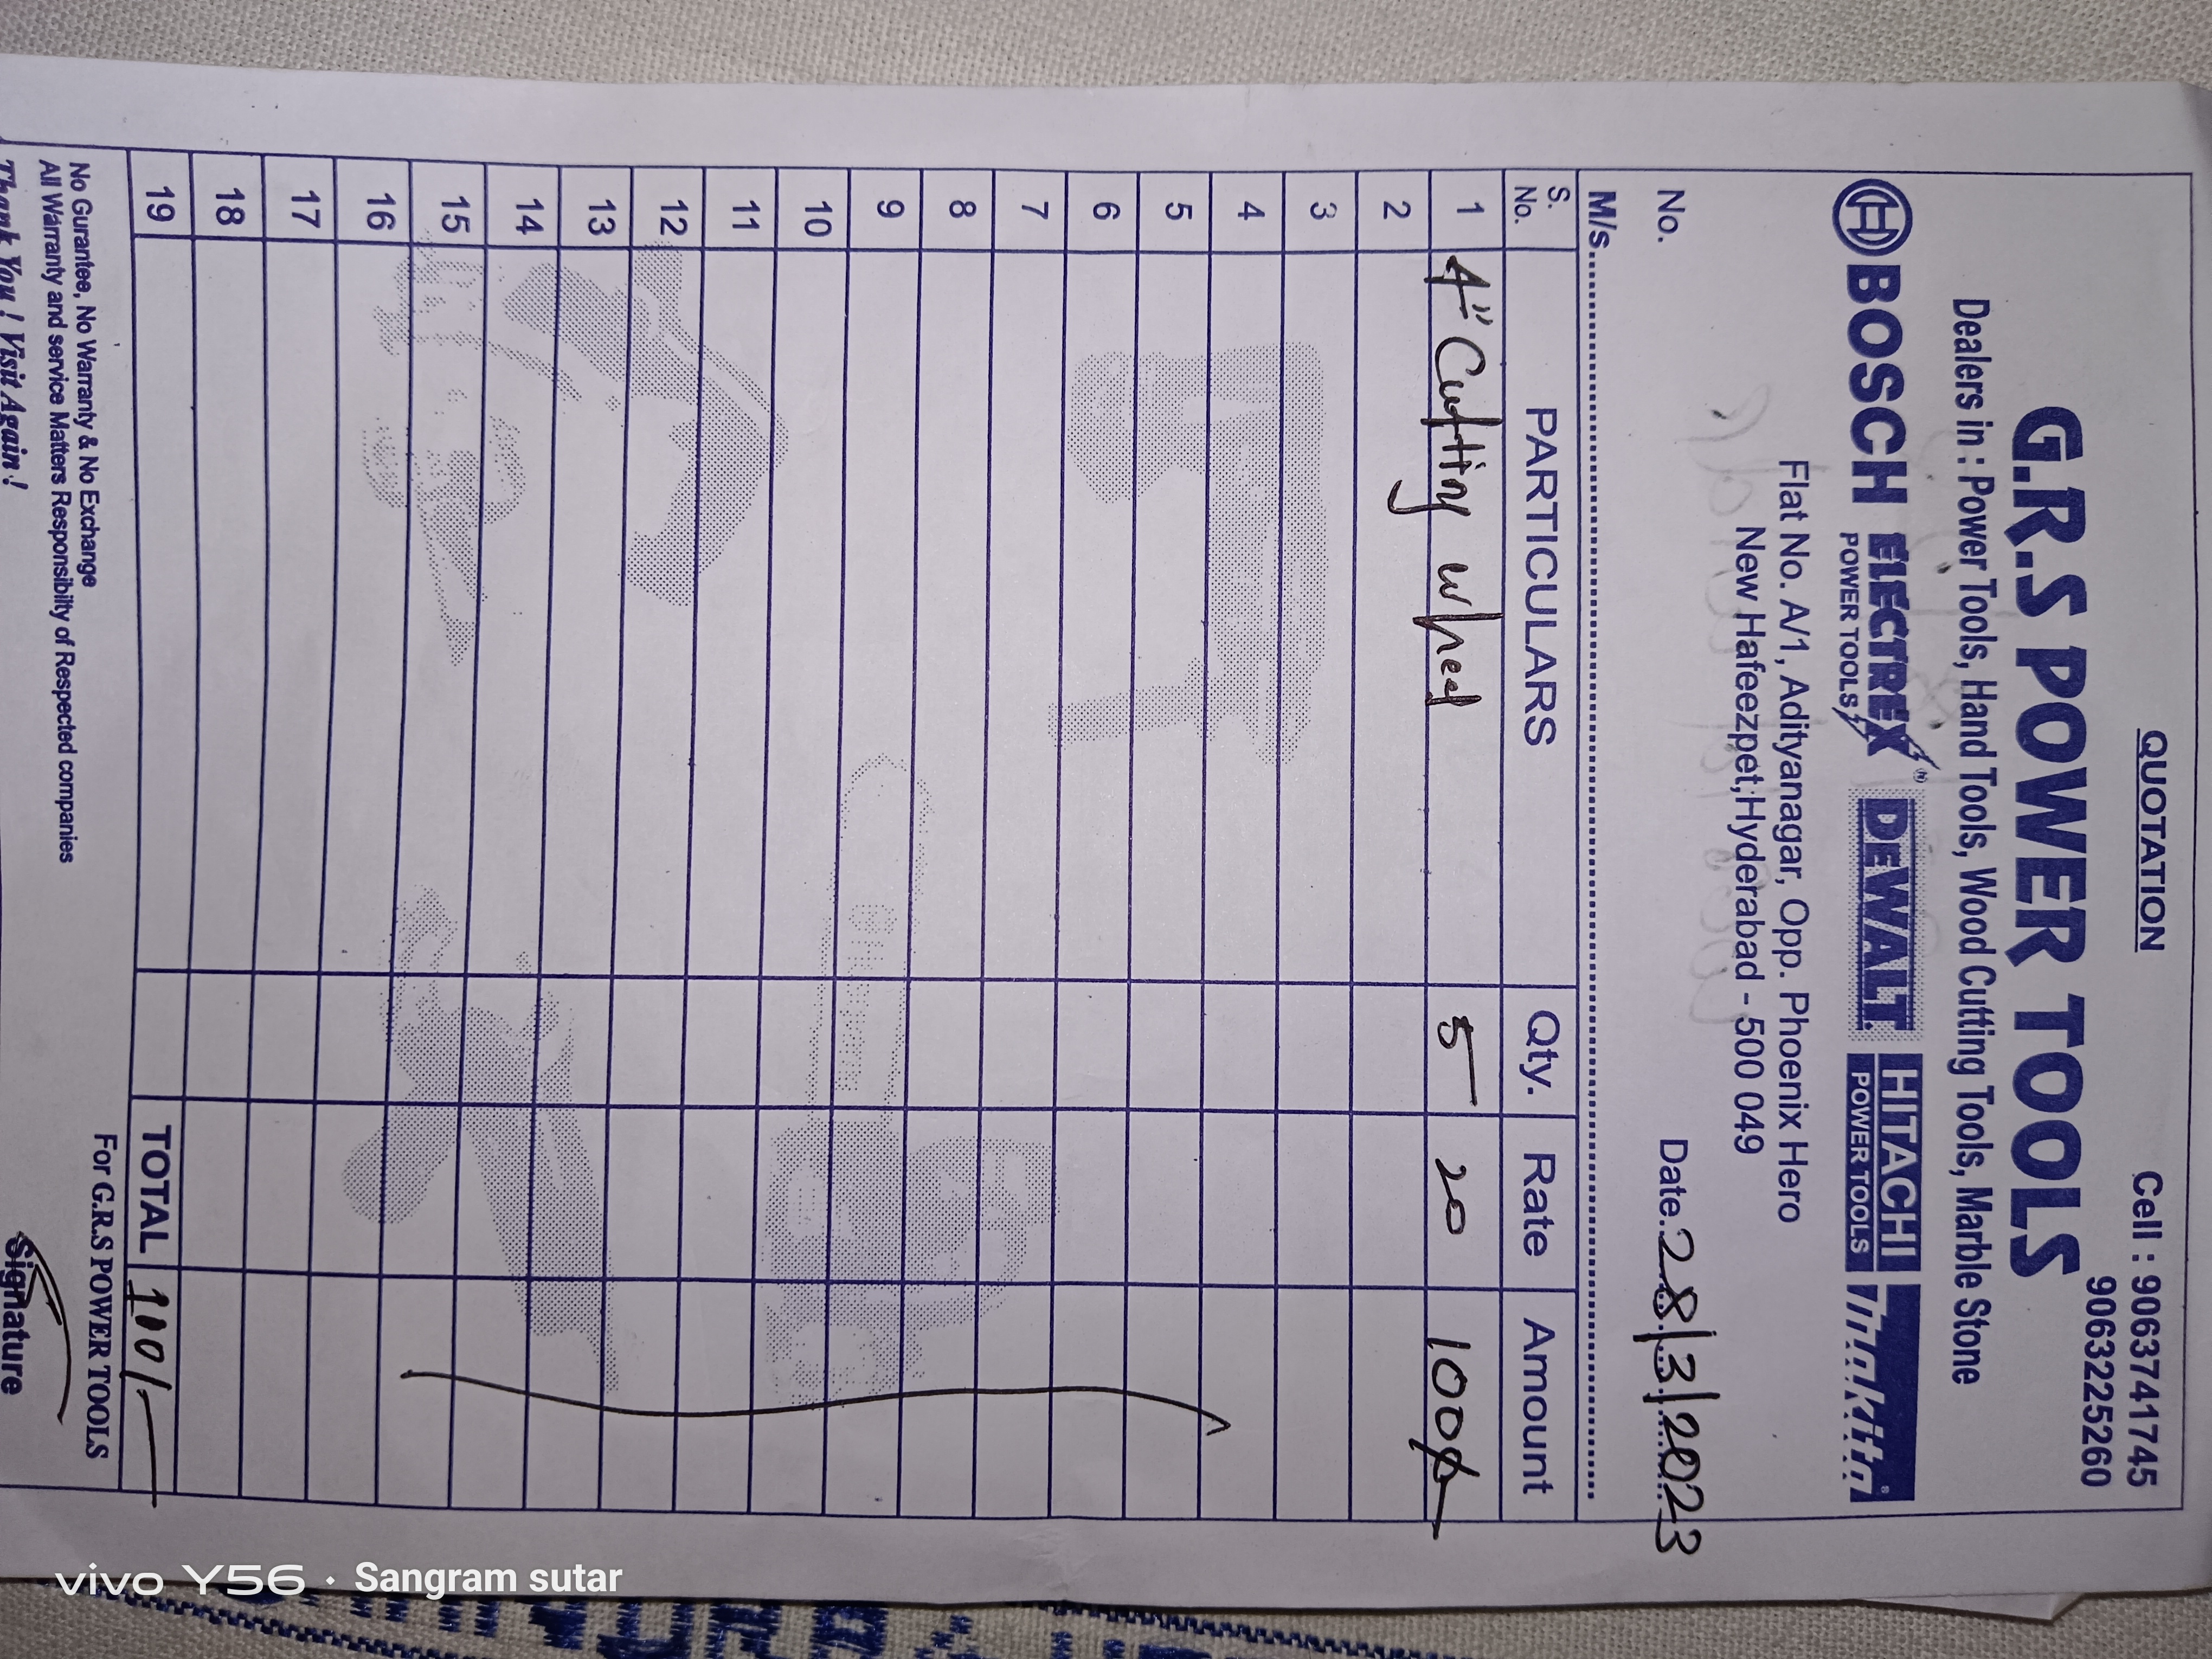 QUOTATION
Cell : 9063741745
9063225260
G.R.S POWER TOOLS
Dealers in : Power Tools, Hand Tools, Wood Cutting Tools, Marble Stone
BOSCH ELECTREX POWER TOOLS DEWALT HITACHI POWER TOOLS makita
Flat No. A/1, Adityanagar, Opp. Phoenix Hero
New Hafeezpet,Hyderabad - 500 049
No. Date. 28/3/2023
M/s.
S. No. PARTICULARS Qty. Rate Amount
1 4" Cutting wheel 5 20 100/-
2
3
4
5
6
7
8
9
10
11
12
13
14
15
16
17
18
19 TOTAL 100/-
No Gurantee, No Warranty & No Exchange
All Warranty and service Matters Responsibilty of Respected companies
Thank You ! Visit Again !
For G.R.S POWER TOOLS
Signature
vivo Y56 · Sangram sutar